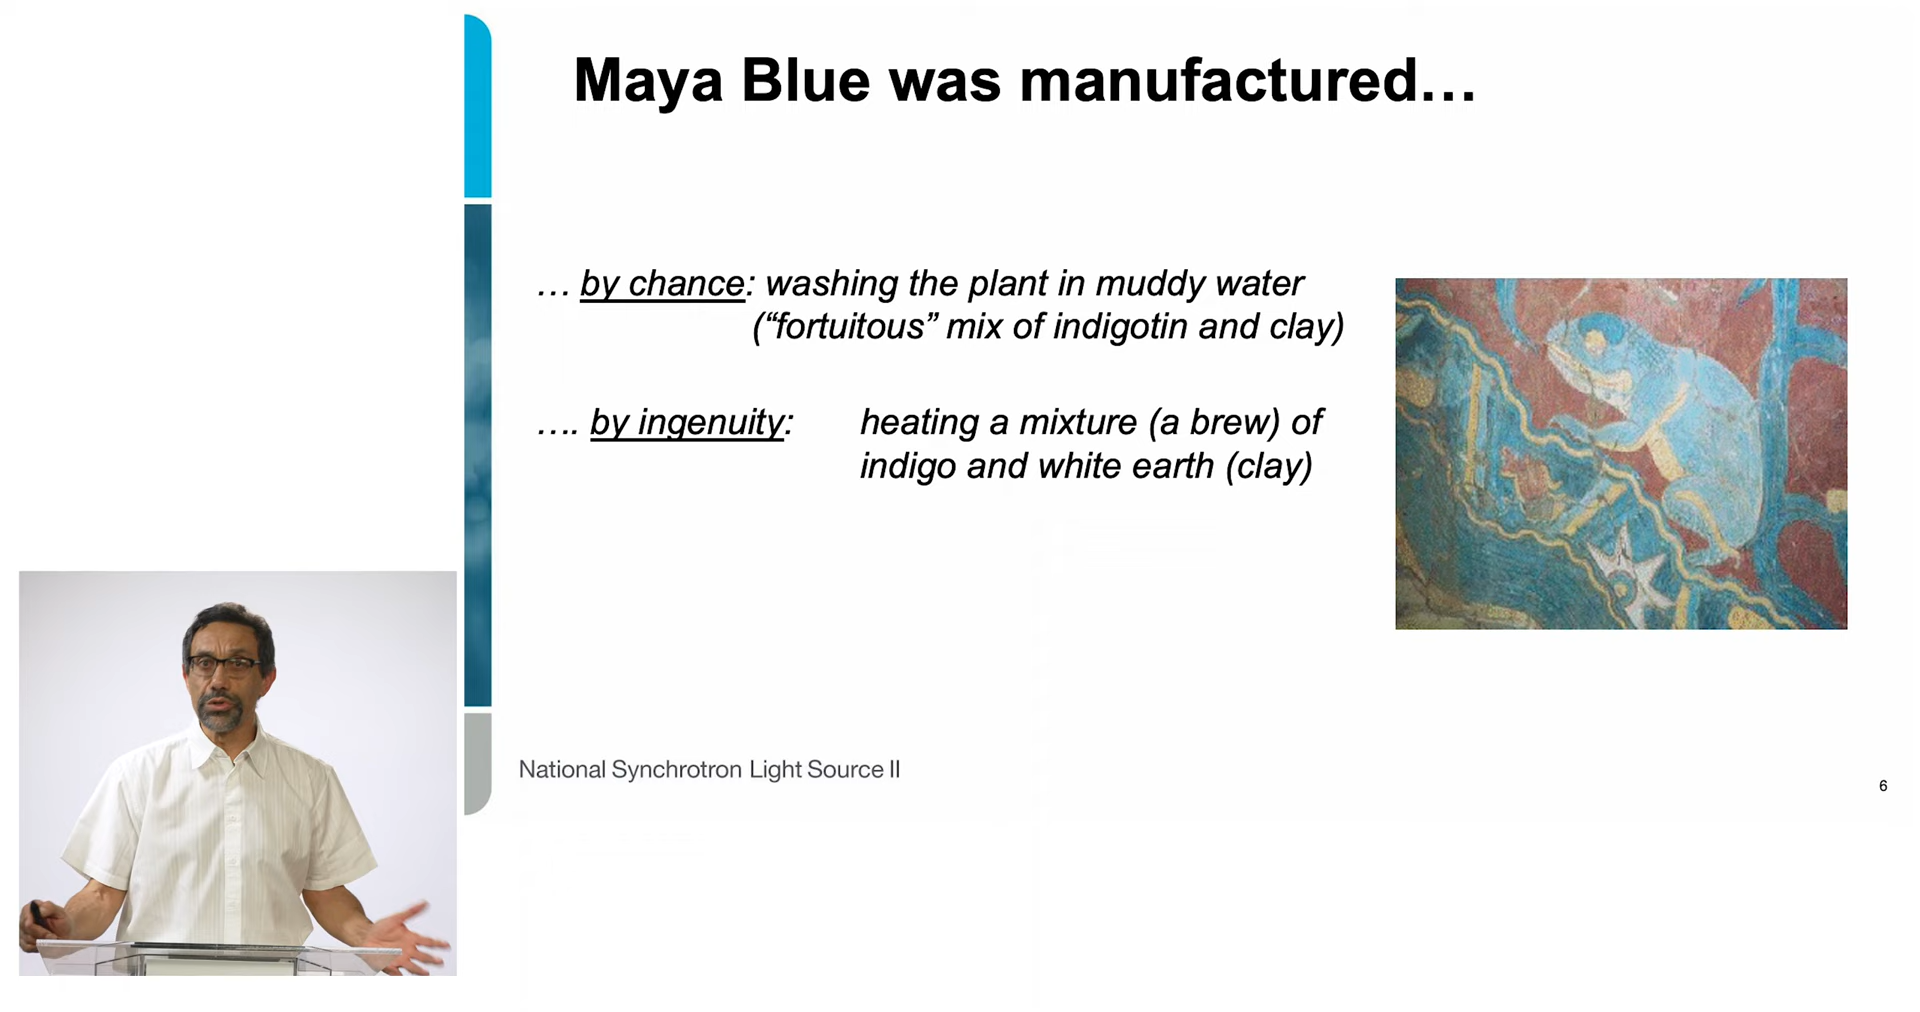 Maya Blue was manufactured…
… by chance: washing the plant in muddy water
(“fortuitous” mix of indigotin and clay)
…. by ingenuity: heating a mixture (a brew) of
indigo and white earth (clay)
National Synchrotron Light Source II
6